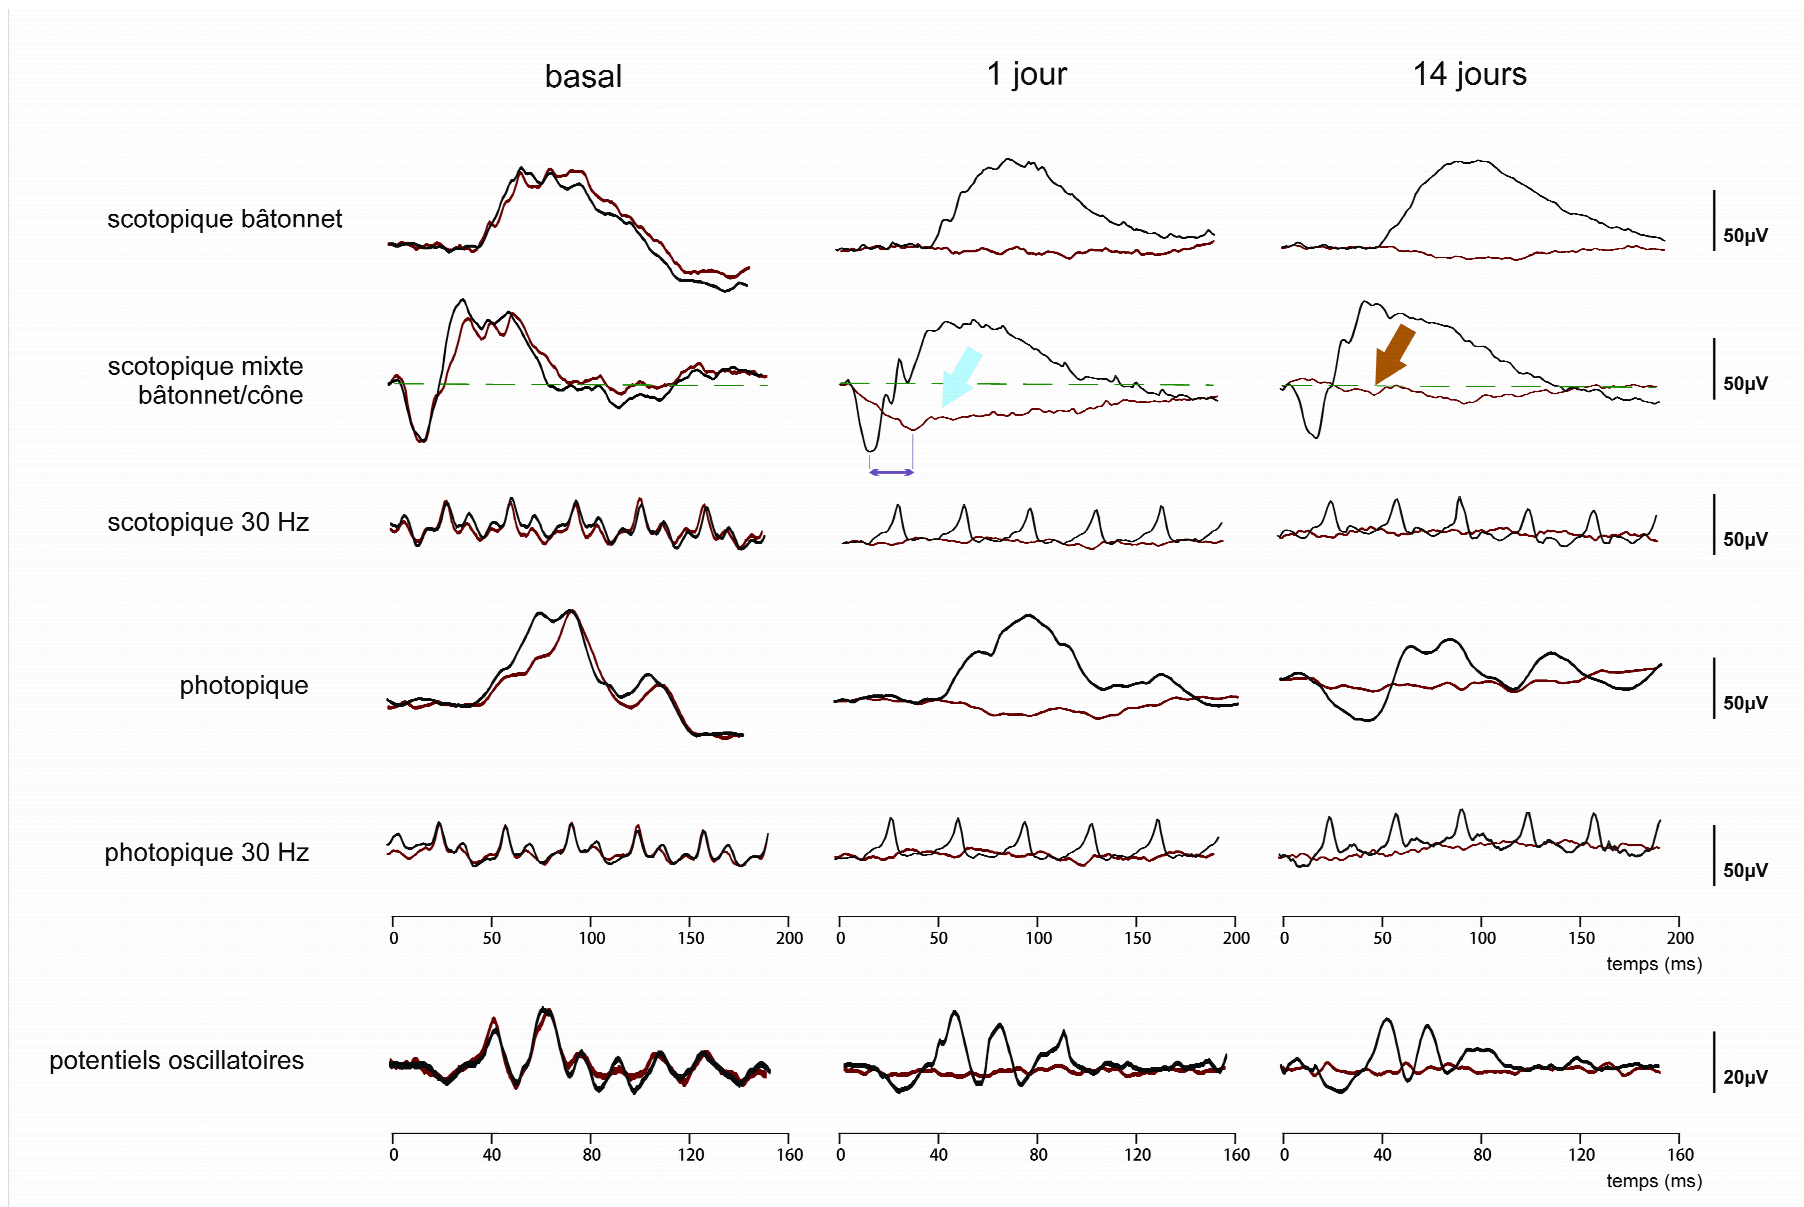 basal 1 jour 14 jours
scotopique bâtonnet
50µV
scotopique mixte
bâtonnet/cône
50µV
scotopique 30 Hz
50µV
photopique
50µV
photopique 30 Hz
50µV
0 50 100 150 200 0 50 100 150 200 0 50 100 150 200
temps (ms)
potentiels oscillatoires
20µV
0 40 80 120 160 0 40 80 120 160 0 40 80 120 160
temps (ms)